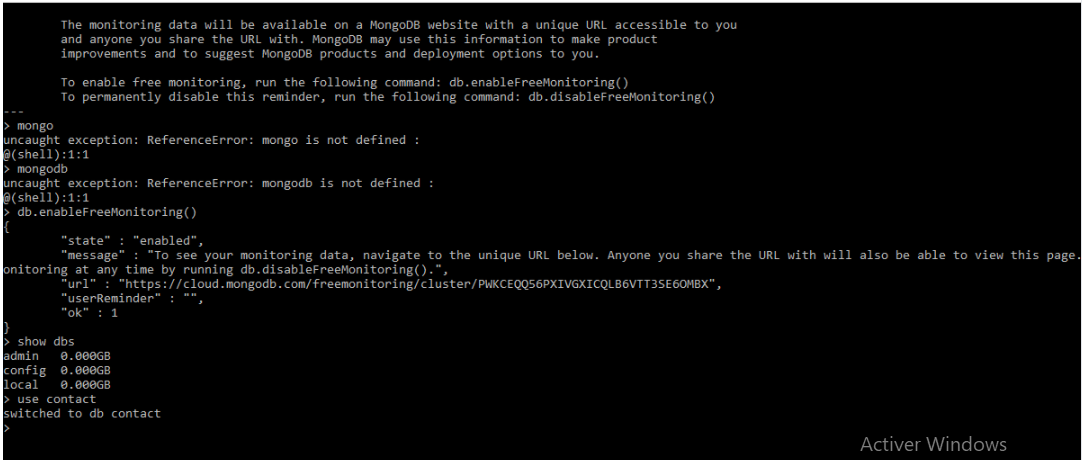 The monitoring data will be available on a MongoDB website with a unique URL accessible to you
and anyone you share the URL with. MongoDB may use this information to make product
improvements and to suggest MongoDB products and deployment options to you.
To enable free monitoring, run the following command: db.enableFreeMonitoring()
To permanently disable this reminder, run the following command: db.disableFreeMonitoring()
---
> mongo
uncaught exception: ReferenceError: mongo is not defined :
@(shell):1:1
> mongodb
uncaught exception: ReferenceError: mongodb is not defined :
@(shell):1:1
> db.enableFreeMonitoring()
{
"state" : "enabled",
"message" : "To see your monitoring data, navigate to the unique URL below. Anyone you share the URL with will also be able to view this page.
onitoring at any time by running db.disableFreeMonitoring().",
"url" : "https://cloud.mongodb.com/freemonitoring/cluster/PWKCEQQ56PXIVGXICQLB6VTT3SE6OMBX",
"userReminder" : "",
"ok" : 1
}
> show dbs
admin   0.000GB
config  0.000GB
local   0.000GB
> use contact
switched to db contact
>
Activer Windows